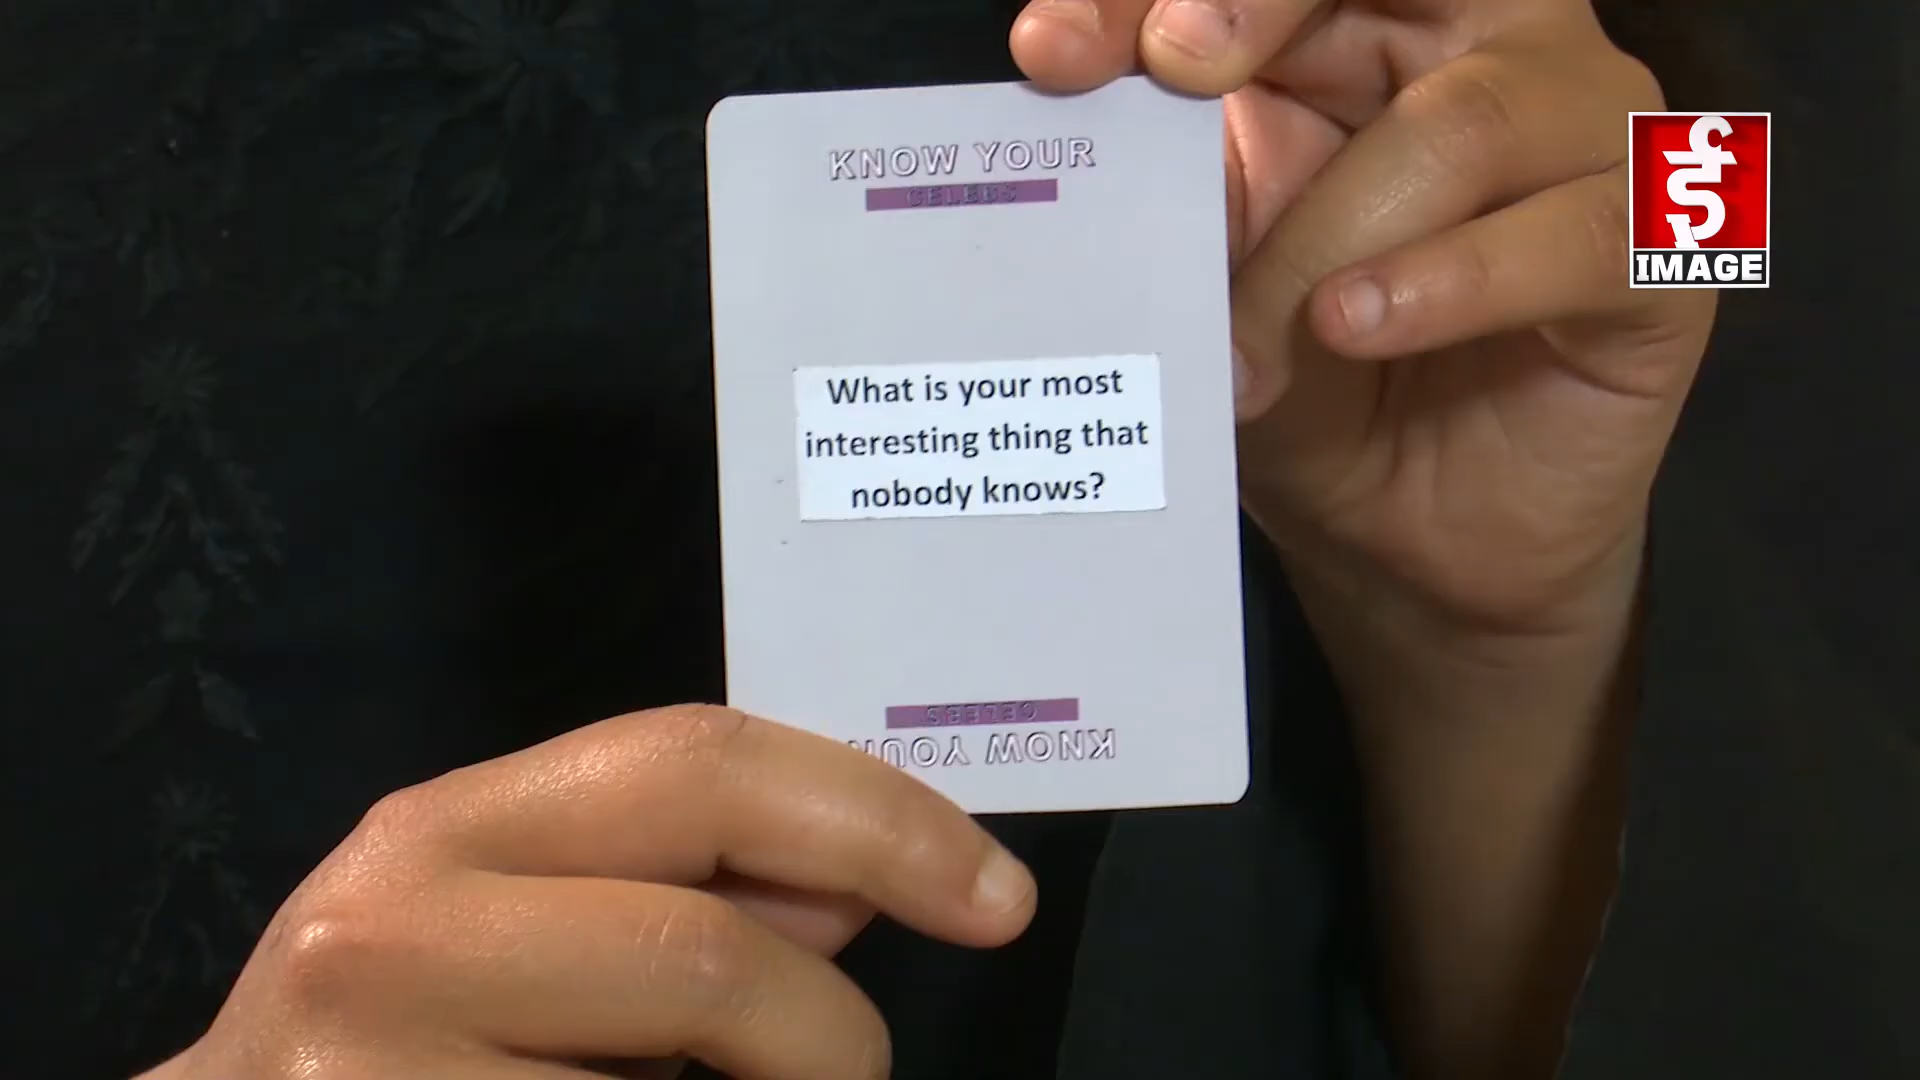 KNOW YOUR
CELEBS
What is your most
interesting thing that
nobody knows?
CELEBS
KNOW YOUR
IMAGE